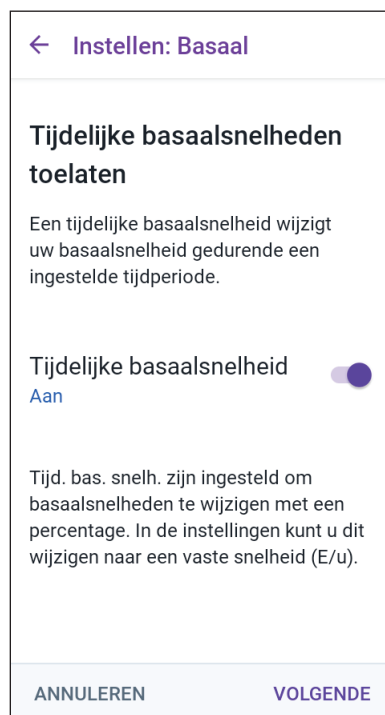 Instellen: Basaal
Tijdelijke basaalsnelheden
toelaten
Een tijdelijke basaalsnelheid wijzigt
uw basaalsnelheid gedurende een
ingestelde tijdperiode.
Tijdelijke basaalsnelheid
Aan
Tijd. bas. snelh. zijn ingesteld om
basaalsnelheden te wijzigen met een
percentage. In de instellingen kunt u dit
wijzigen naar een vaste snelheid (E/u).
ANNULEREN VOLGENDE